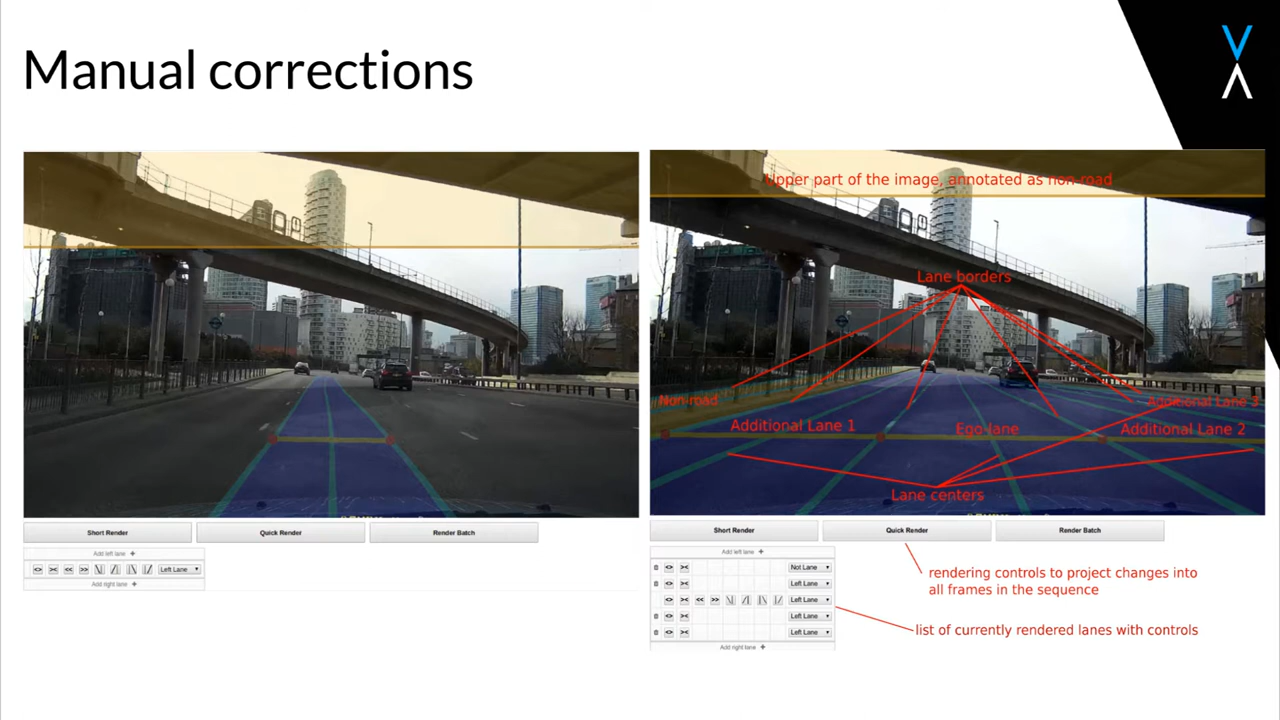 Manual corrections
Short Render
Quick Render
Render Batch
Add left lane +
Left Lane
Add right lane +
Upper part of the image, annotated as non-road
Lane borders
Non-road
Additional Lane 3
Additional Lane 1
Ego lane
Additional Lane 2
Lane centers
Short Render
Quick Render
Render Batch
Add left lane +
Not Lane
Left Lane
Left Lane
Left Lane
Left Lane
Add right lane +
rendering controls to project changes into
all frames in the sequence
list of currently rendered lanes with controls